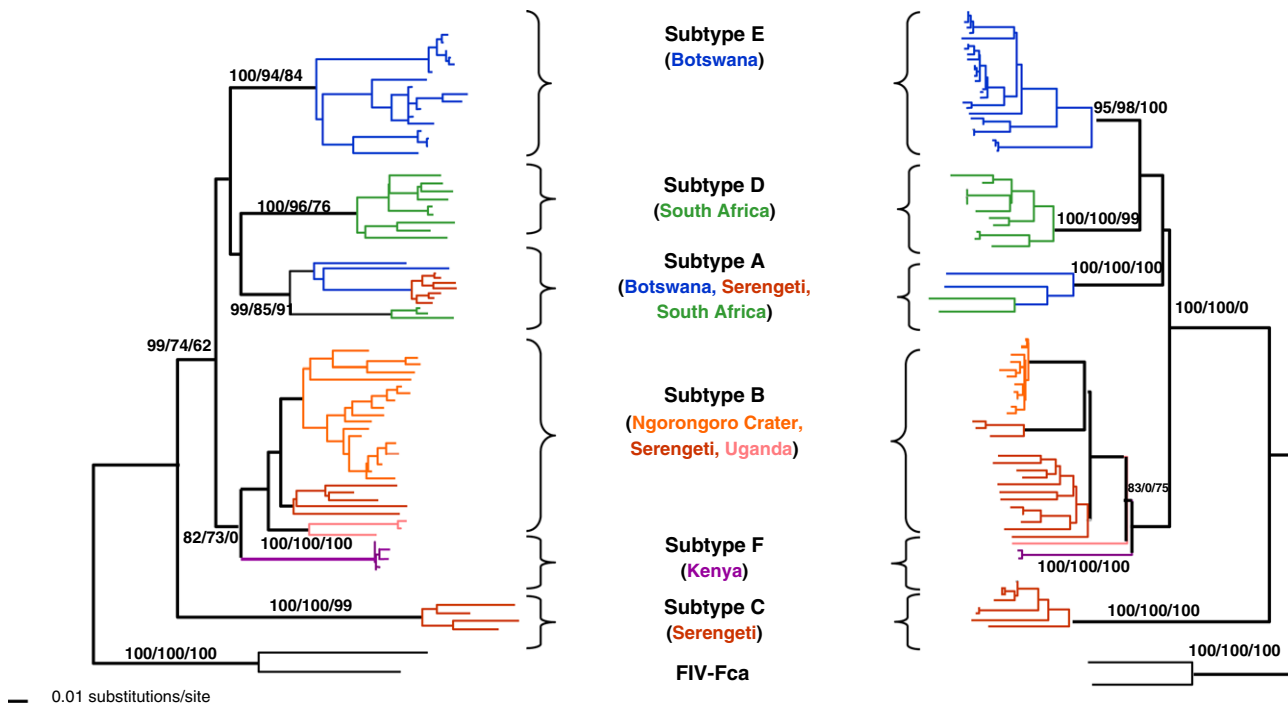 Subtype E
(Botswana)
100/94/84
95/98/100
Subtype D
(South Africa)
100/96/76
100/100/99
Subtype A
(Botswana, Serengeti,
South Africa)
99/85/91
100/100/100
100/100/0
99/74/62
Subtype B
(Ngorongoro Crater,
Serengeti, Uganda)
83/0/75
82/73/0
100/100/100
Subtype F
(Kenya)
100/100/100
100/100/99
Subtype C
(Serengeti)
100/100/100
100/100/100
FIV-Fca
100/100/100
0.01 substitutions/site